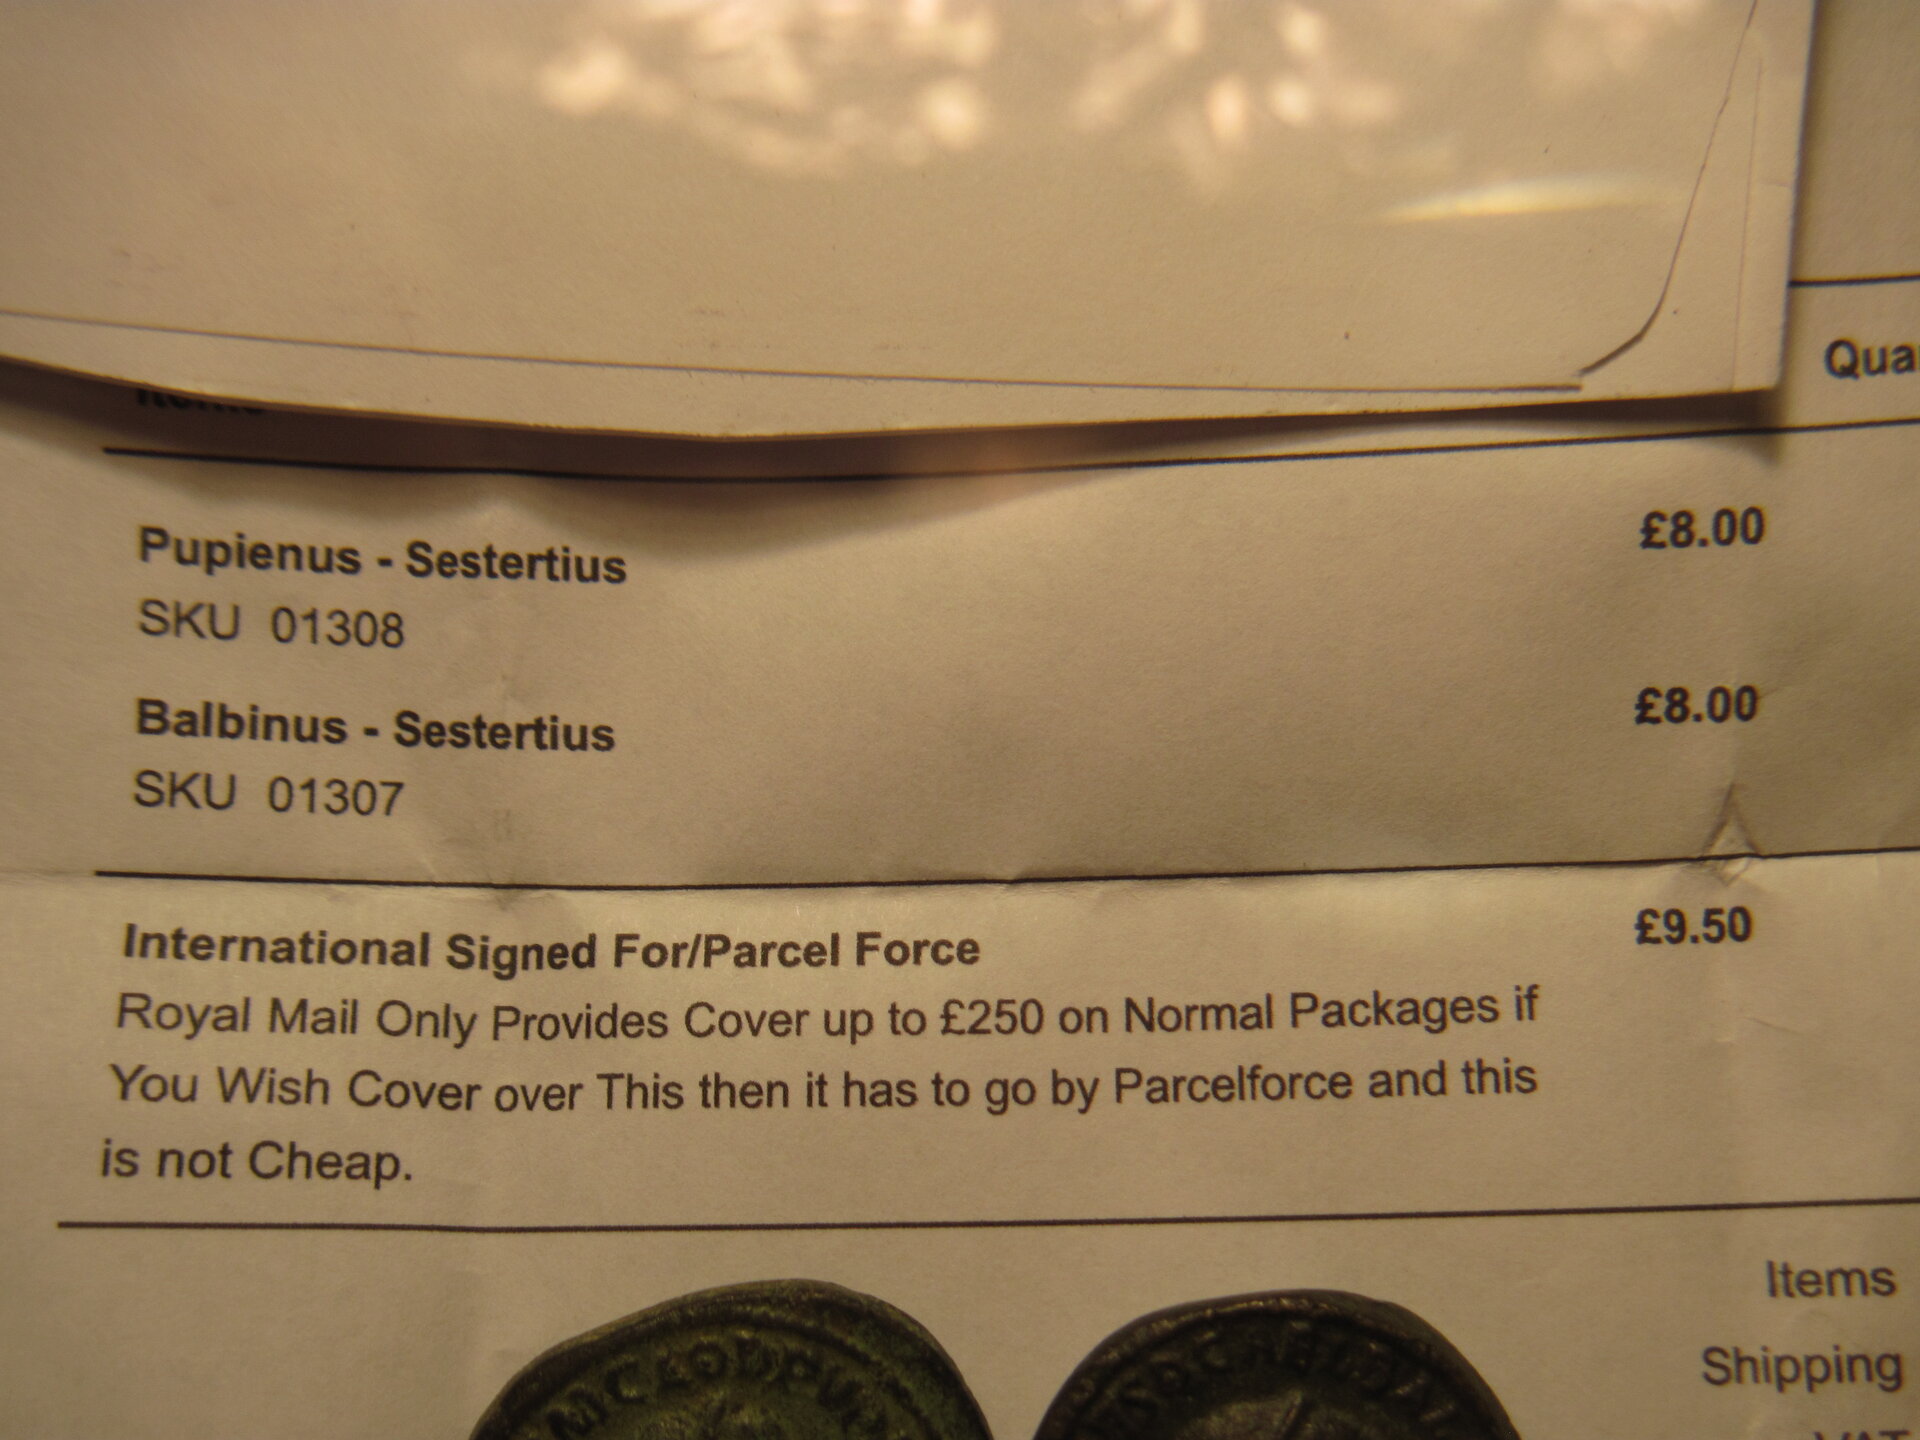 Items
Qua
Pupienus - Sestertius £8.00
SKU 01308
Balbinus - Sestertius £8.00
SKU 01307
International Signed For/Parcel Force £9.50
Royal Mail Only Provides Cover up to £250 on Normal Packages if
You Wish Cover over This then it has to go by Parcelforce and this
is not Cheap.
Items
Shipping
VAT